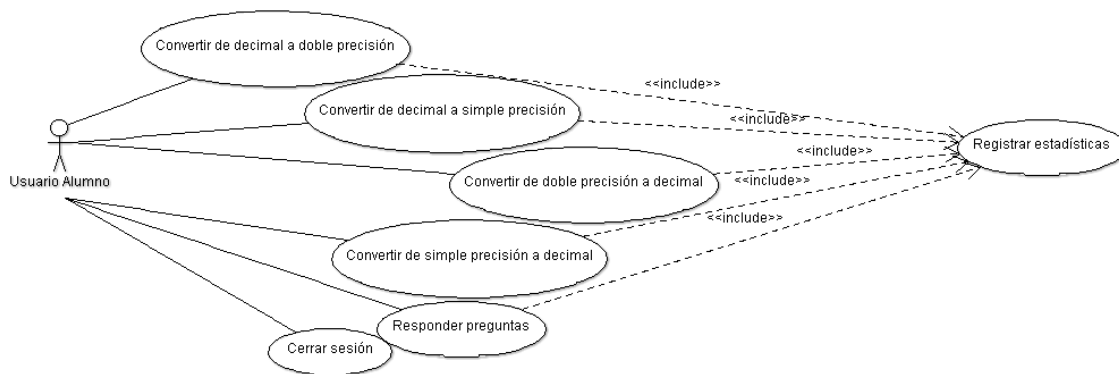 Convertir de decimal a doble precisión
<<include>>
Convertir de decimal a simple precisión
<<include>>
Registrar estadísticas
<<include>>
Usuario Alumno
Convertir de doble precisión a decimal
<<include>>
<<include>>
Convertir de simple precisión a decimal
Responder preguntas
Cerrar sesión